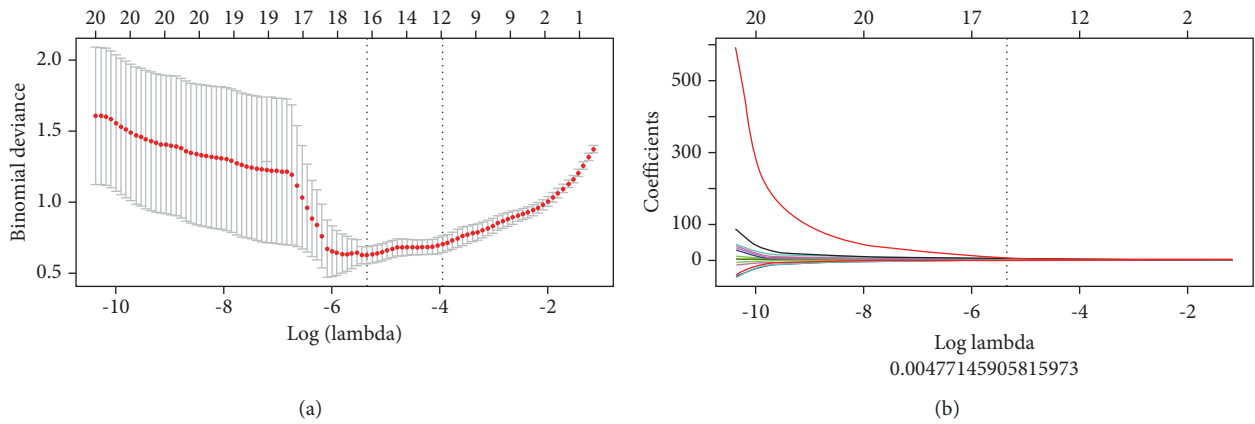 20 20 20 20 19 19 17 18 16 14 12 9 9 2 1
Binomial deviance
2.0
1.5
1.0
0.5
-10 -8 -6 -4 -2
Log (lambda)
(a)
20 20 17 12 2
Coefficients
500
300
100
0
-10 -8 -6 -4 -2
Log lambda
0.00477145905815973
(b)